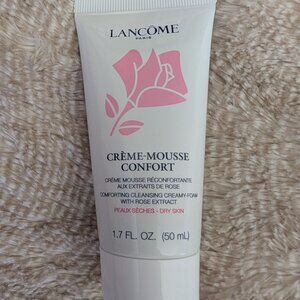 LANCÔME
PARIS
CRÈME-MOUSSE
CONFORT
CRÈME MOUSSE RÉCONFORTANTE
AUX EXTRAITS DE ROSE
COMFORTING CLEANSING CREAMY-FOAM
WITH ROSE EXTRACT
PEAUX SÈCHES - DRY SKIN
1.7 FL. OZ. (50 mL)